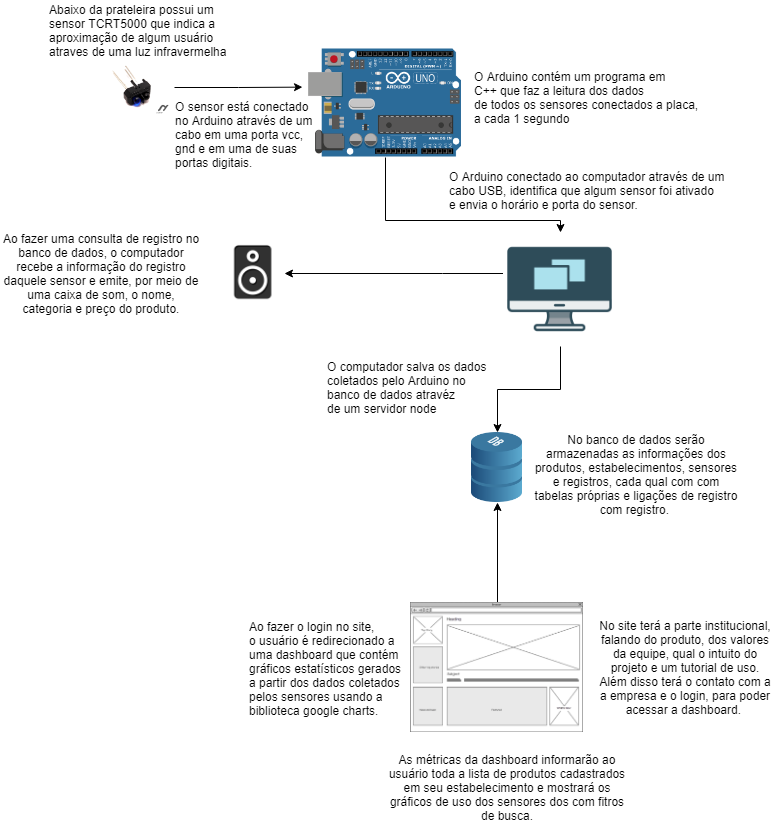 Abaixo da prateleira possui um
sensor TCRT5000 que indica a
aproximação de algum usuário
atraves de uma luz infravermelha
O sensor está conectado
no Arduino através de um
cabo em uma porta vcc,
gnd e em uma de suas
portas digitais.
UNO
ARDUINO
DIGITAL (PWM ~)
POWER
ANALOG IN
O Arduino contém um programa em
C++ que faz a leitura dos dados
de todos os sensores conectados a placa,
a cada 1 segundo
O Arduino conectado ao computador através de um
cabo USB, identifica que algum sensor foi ativado
e envia o horário e porta do sensor.
Ao fazer uma consulta de registro no
banco de dados, o computador
recebe a informação do registro
daquele sensor e emite, por meio de
uma caixa de som, o nome,
categoria e preço do produto.
O computador salva os dados
coletados pelo Arduino no
banco de dados atravéz
de um servidor node
DB
No banco de dados serão
armazenadas as informações dos
produtos, estabelecimentos, sensores
e registros, cada qual com com
tabelas próprias e ligações de registro
com registro.
Ao fazer o login no site,
o usuário é redirecionado a
uma dashboard que contém
gráficos estatísticos gerados
a partir dos dados coletados
pelos sensores usando a
biblioteca google charts.
Heading
No site terá a parte institucional,
falando do produto, dos valores
da equipe, qual o intuito do
projeto e um tutorial de uso.
Além disso terá o contato com a
a empresa e o login, para poder
acessar a dashboard.
As métricas da dashboard informarão ao
usuário toda a lista de produtos cadastrados
em seu estabelecimento e mostrará os
gráficos de uso dos sensores dos com fitros
de busca.